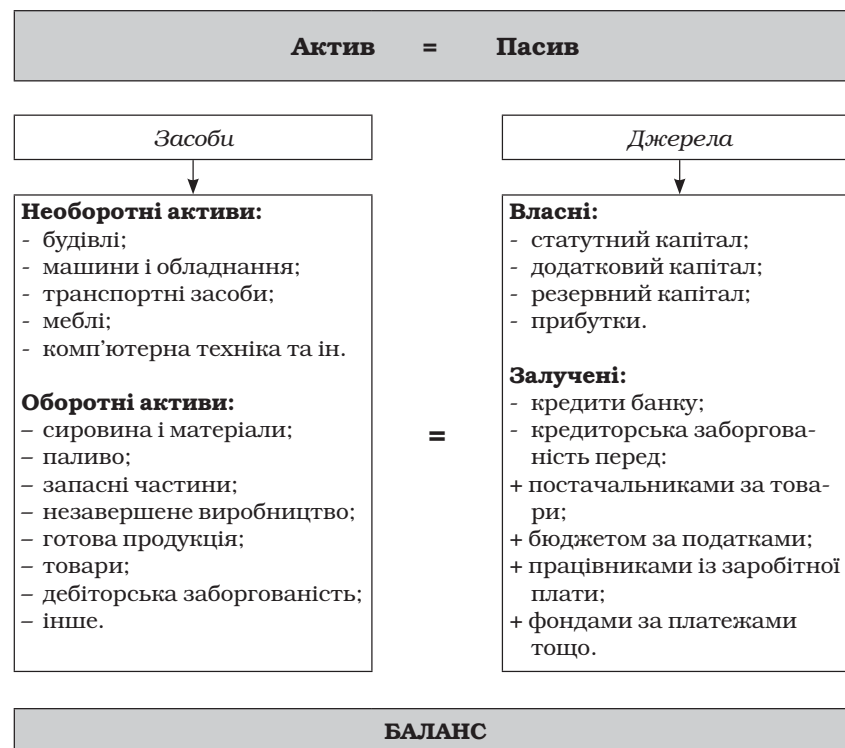 Актив = Пасив
Засоби
Необоротні активи:
- будівлі;
- машини і обладнання;
- транспортні засоби;
- меблі;
- комп’ютерна техніка та ін.
Оборотні активи:
– сировина і матеріали;
– паливо;
– запасні частини;
– незавершене виробництво;
– готова продукція;
– товари;
– дебіторська заборгованість;
– інше.
=
Джерела
Власні:
- статутний капітал;
- додатковий капітал;
- резервний капітал;
- прибутки.
Залучені:
- кредити банку;
- кредиторська заборгова-
ність перед:
+ постачальниками за това-
ри;
+ бюджетом за податками;
+ працівниками із заробітної
плати;
+ фондами за платежами
тощо.
БАЛАНС